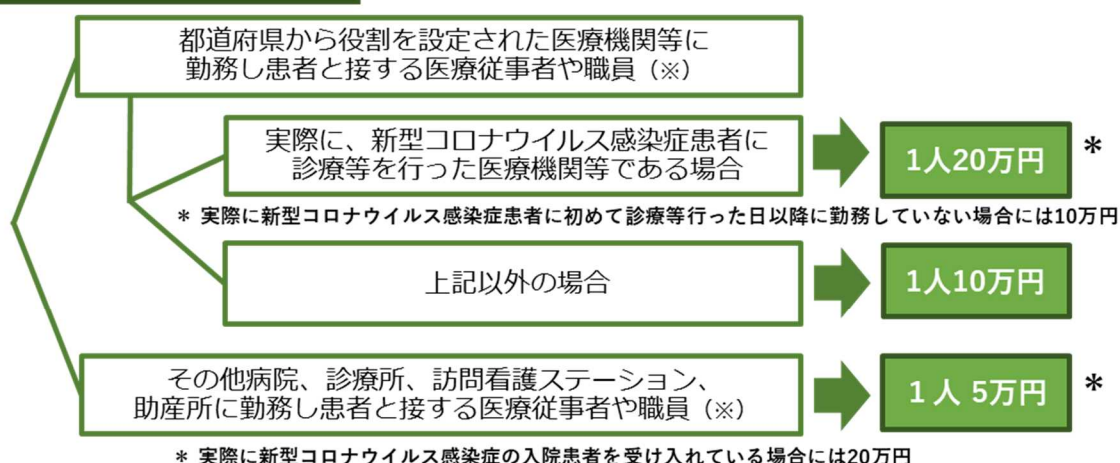 都道府県から役割を設定された医療機関等に
勤務し患者と接する医療従事者や職員（※）
実際に、新型コロナウイルス感染症患者に
診療等を行った医療機関等である場合
1人20万円 *
* 実際に新型コロナウイルス感染症患者に初めて診療等行った日以降に勤務していない場合には10万円
上記以外の場合
1人10万円
その他病院、診療所、訪問看護ステーション、
助産所に勤務し患者と接する医療従事者や職員（※）
1人 5万円 *
* 実際に新型コロナウイルス感染症の入院患者を受け入れている場合には20万円